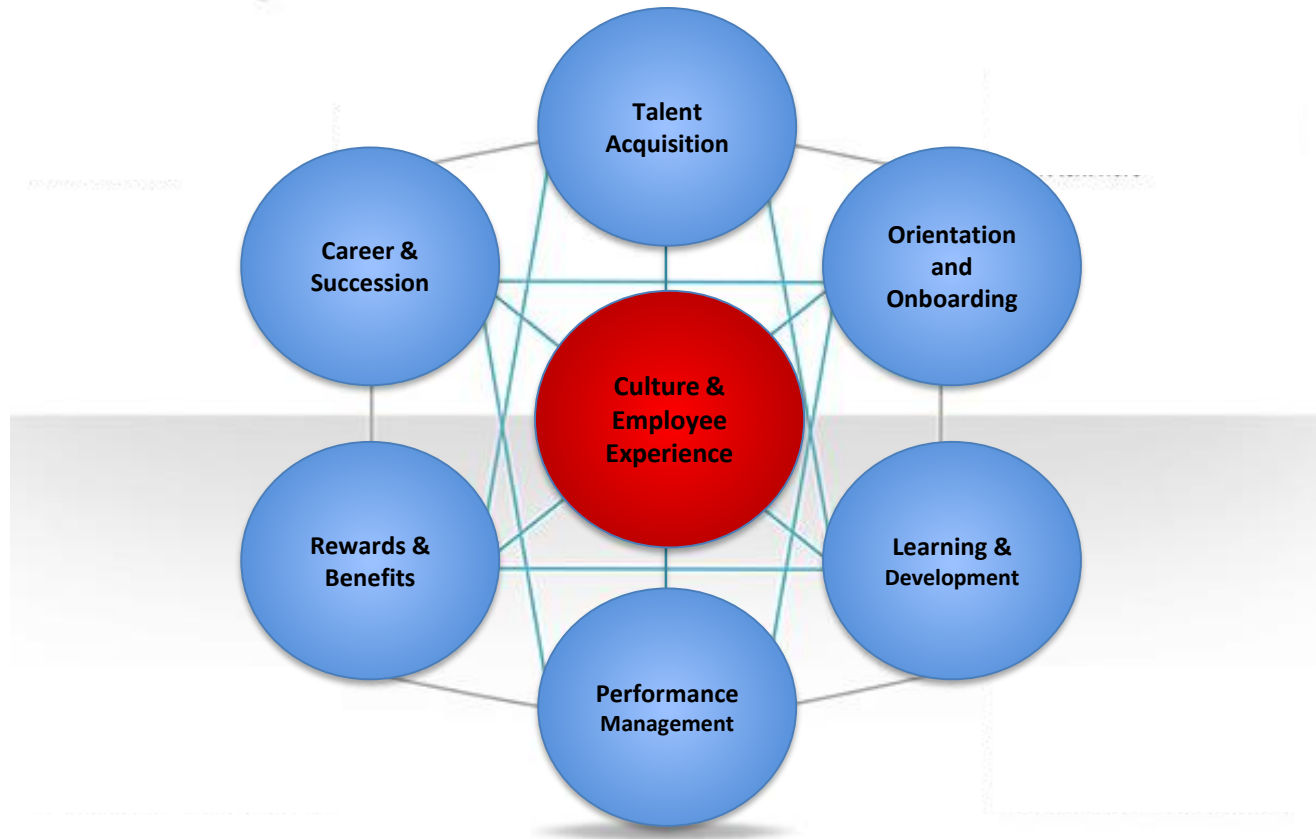 Talent
Acquisition
Career &
Succession
Orientation
and
Onboarding
Culture &
Employee
Experience
Rewards &
Benefits
Learning &
Development
Performance
Management